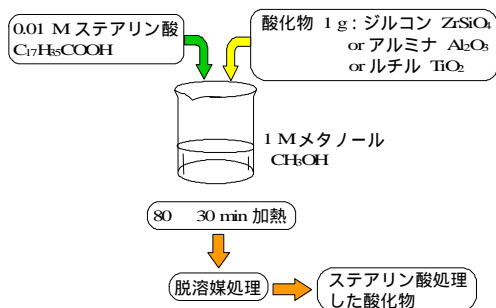 0.01 M ステアリン酸
C₁₇H₃₅COOH
酸化物 1 g : ジルコン ZrSiO₄
or アルミナ Al₂O₃
or ルチル TiO₂
1 M メタノール
CH₃OH
80 30 min 加熱
脱溶媒処理
ステアリン酸処理
した酸化物